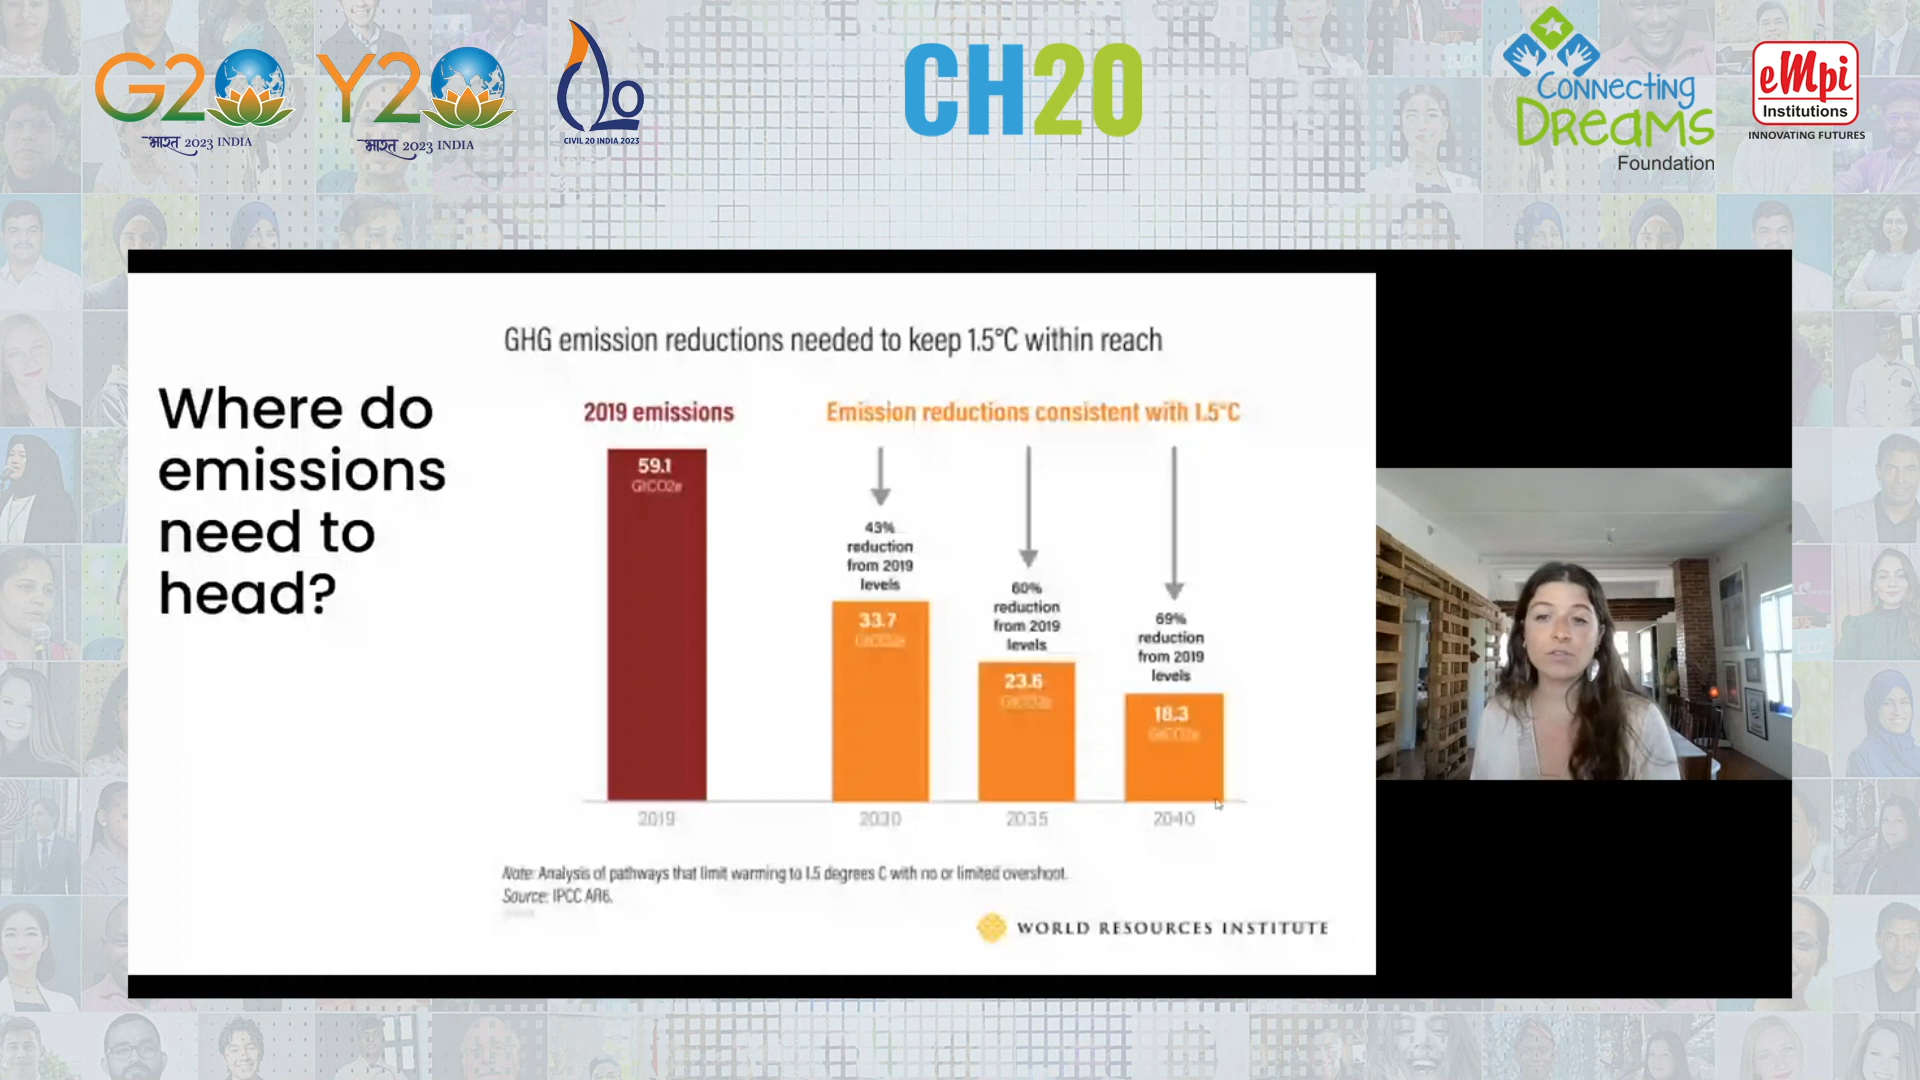 G20
भारत 2023 INDIA
Y20
भारत 2023 INDIA
CIVIL 20 INDIA 2023
CH20
Connecting
Dreams
Foundation
eMpi
Institutions
INNOVATING FUTURES
Where do
emissions
need to
head?
GHG emission reductions needed to keep 1.5°C within reach
2019 emissions
Emission reductions consistent with 1.5°C
59.1
GtCO2e
43%
reduction
from 2019
levels
33.7
GtCO2e
60%
reduction
from 2019
levels
23.6
GtCO2e
69%
reduction
from 2019
levels
18.3
GtCO2e
2019
2030
2035
2040
Note: Analysis of pathways that limit warming to 1.5 degrees C with no or limited overshoot.
Source: IPCC AR6.
WORLD RESOURCES INSTITUTE